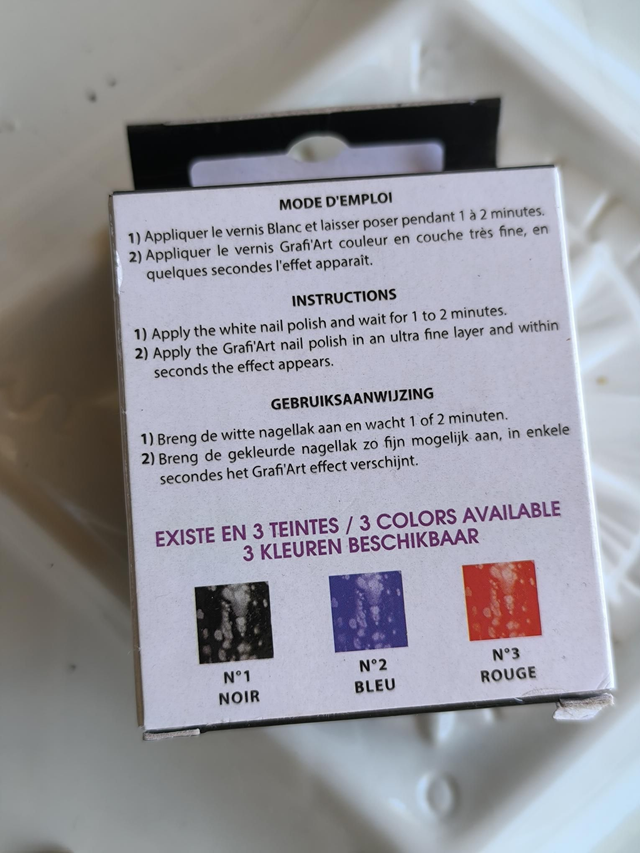 MODE D'EMPLOI
1) Appliquer le vernis Blanc et laisser poser pendant 1 à 2 minutes.
2) Appliquer le vernis Grafi'Art couleur en couche très fine, en
quelques secondes l'effet apparaît.
INSTRUCTIONS
1) Apply the white nail polish and wait for 1 to 2 minutes.
2) Apply the Grafi'Art nail polish in an ultra fine layer and within
seconds the effect appears.
GEBRUIKSAANWIJZING
1) Breng de witte nagellak aan en wacht 1 of 2 minuten.
2) Breng de gekleurde nagellak zo fijn mogelijk aan, in enkele
secondes het Grafi'Art effect verschijnt.
EXISTE EN 3 TEINTES / 3 COLORS AVAILABLE
3 KLEUREN BESCHIKBAAR
N°1
NOIR
N°2
BLEU
N°3
ROUGE